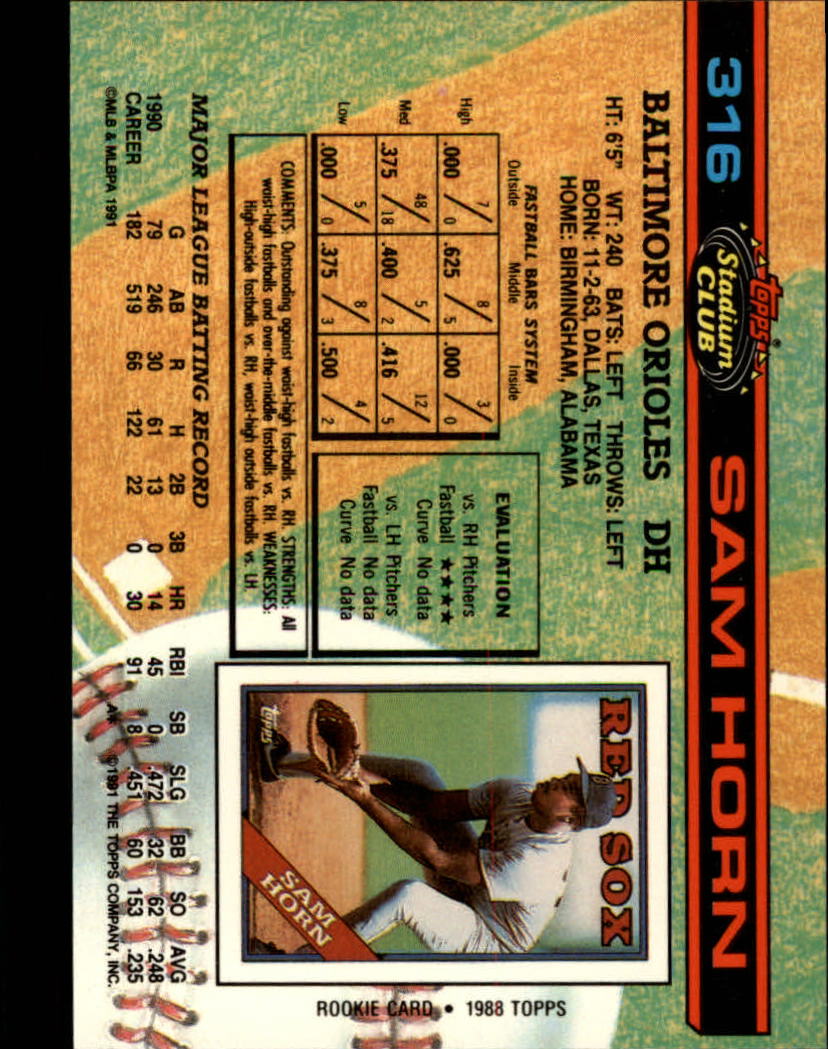 316
Topps®
Stadium
CLUB
SAM HORN
BALTIMORE ORIOLES DH
HT: 6'5" WT: 240 BATS: LEFT THROWS: LEFT
BORN: 11-2-63, DALLAS, TEXAS
HOME: BIRMINGHAM, ALABAMA
FASTBALL BARS SYSTEM
Outside Middle Inside
High .000 7/0 .625 8/5 .000 3/0
Med .375 48/18 .400 5/2 .416 12/5
Low .000 5/0 .375 8/3 .500 4/2
EVALUATION
vs. RH Pitchers
Fastball ★★★★
Curve No data
vs. LH Pitchers
Fastball No data
Curve No data
COMMENTS: Outstanding against waist-high fastballs vs. RH. STRENGTHS: All
waist-high fastballs and over-the-middle fastballs vs. RH. WEAKNESSES:
High-outside fastballs vs. RH, waist-high outside fastballs vs. LH.
RED SOX
SAM
HORN
topps
ROOKIE CARD • 1988 TOPPS
MAJOR LEAGUE BATTING RECORD
G AB R H 2B 3B HR RBI SB SLG BB SO AVG
1990 79 246 30 61 13 0 14 45 0 .472 32 62 .248
CAREER 182 519 66 122 22 0 30 91 8 .451 60 153 .235
©MLB & MLBPA 1991 A* ©1991 THE TOPPS COMPANY, INC.